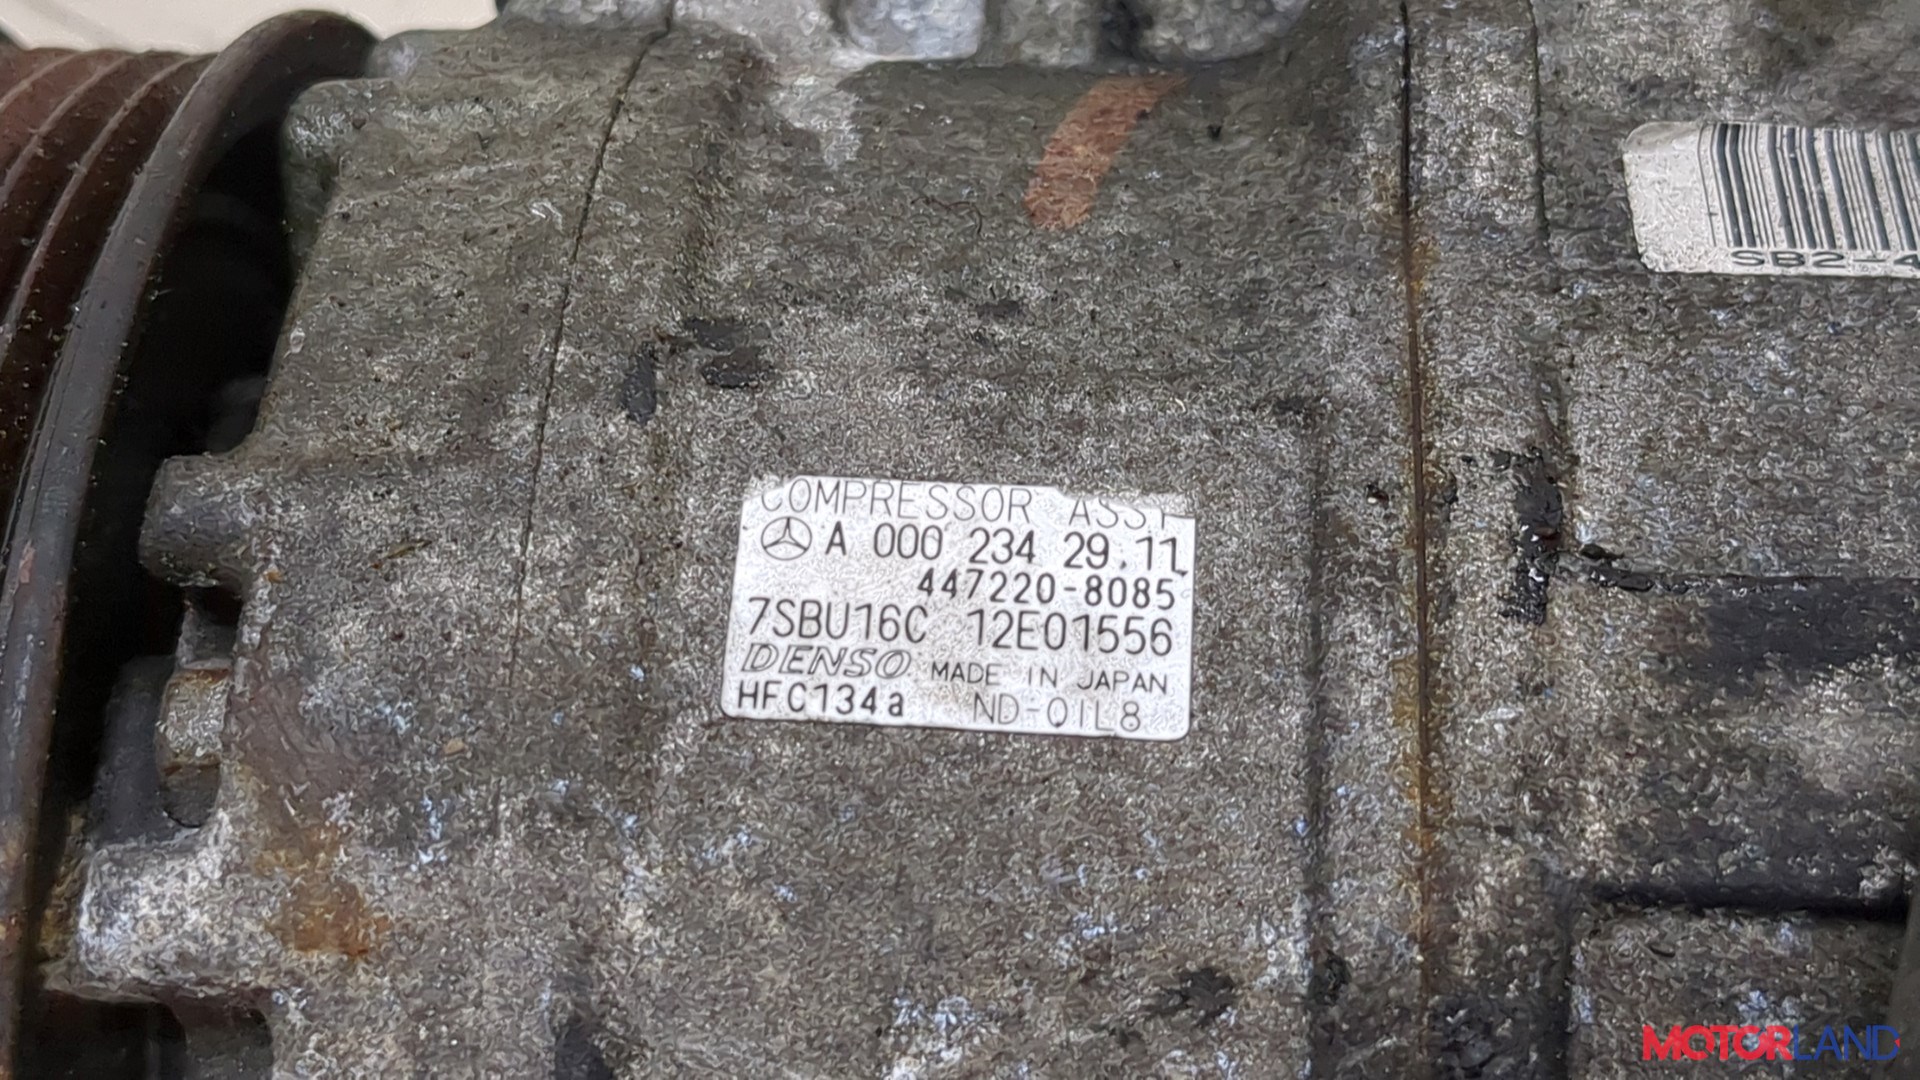 COMPRESSOR ASSY
A 000 234 29.11
447220-8085
7SBU16C 12E01556
DENSO MADE IN JAPAN
HFC134a ND-OIL8
SB2-4
MOTORLAND